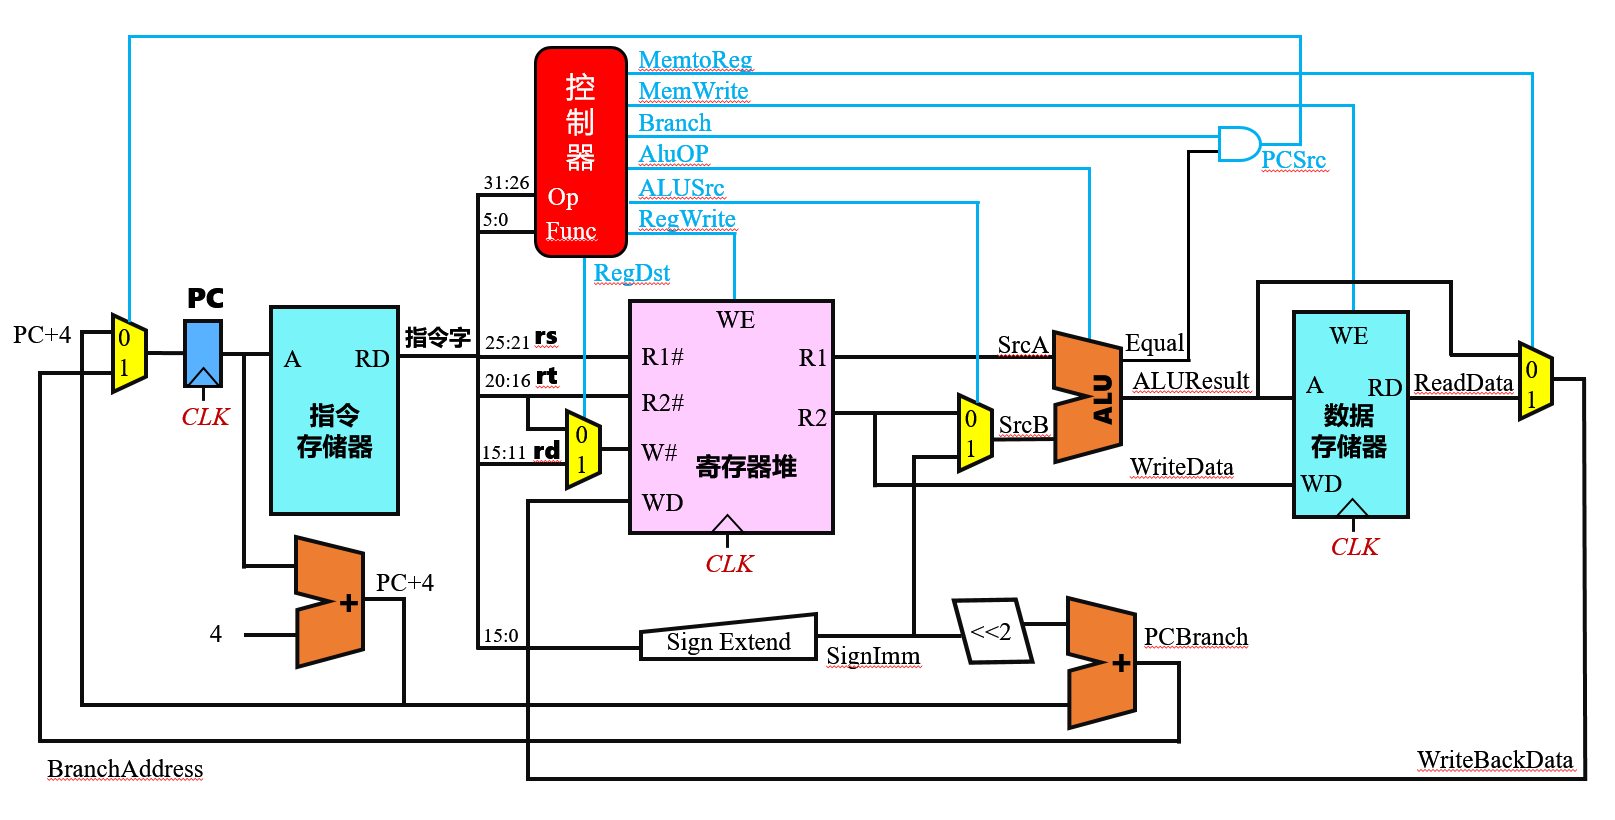 MemtoReg
MemWrite
Branch
AluOP
ALUSrc
RegWrite
控
制
器
Op
Func
31:26
5:0
PCSrc
RegDst
PC
PC+4
0
1
CLK
A
RD
指令
存储器
指令字
25:21 rs
20:16 rt
15:11 rd
0
1
WE
R1#
R2#
W#
WD
R1
R2
寄存器堆
CLK
SrcA
0
1
SrcB
ALU
Equal
ALUResult
WriteData
WE
A
RD
数据
存储器
WD
CLK
ReadData
0
1
4
+
PC+4
15:0
Sign Extend
SignImm
<<2
+
PCBranch
BranchAddress
WriteBackData